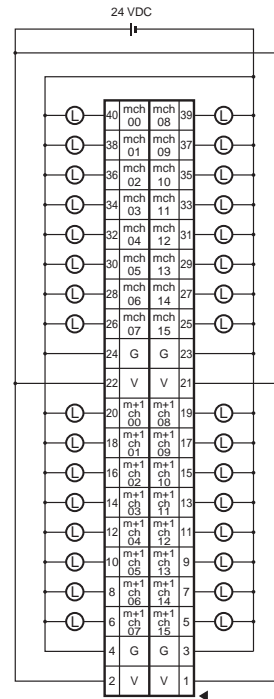 24 VDC
L 40 mch 00 mch 08 39 L
L 38 mch 01 mch 09 37 L
L 36 mch 02 mch 10 35 L
L 34 mch 03 mch 11 33 L
L 32 mch 04 mch 12 31 L
L 30 mch 05 mch 13 29 L
L 28 mch 06 mch 14 27 L
L 26 mch 07 mch 15 25 L
24 G G 23
22 V V 21
L 20 m+1 ch 00 m+1 ch 08 19 L
L 18 m+1 ch 01 m+1 ch 09 17 L
L 16 m+1 ch 02 m+1 ch 10 15 L
L 14 m+1 ch 03 m+1 ch 11 13 L
L 12 m+1 ch 04 m+1 ch 12 11 L
L 10 m+1 ch 05 m+1 ch 13 9 L
L 8 m+1 ch 06 m+1 ch 14 7 L
L 6 m+1 ch 07 m+1 ch 15 5 L
4 G G 3
2 V V 1